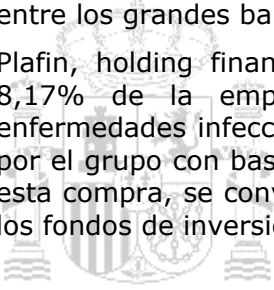 entre los grandes ba
Plafin, holding finan
8,17% de la emp
enfermedades infecc
por el grupo con bas
esta compra, se conv
los fondos de inversi